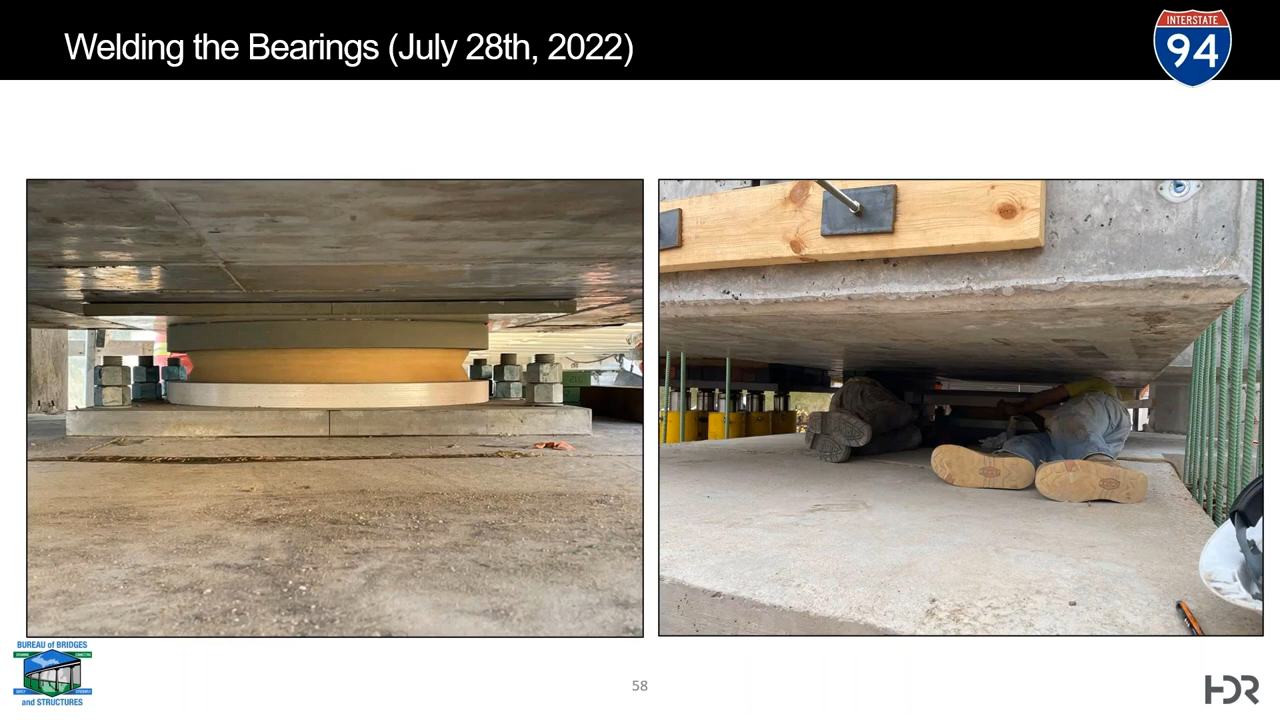 Welding the Bearings (July 28th, 2022)
INTERSTATE
94
BUREAU of BRIDGES
and STRUCTURES
58
HDR